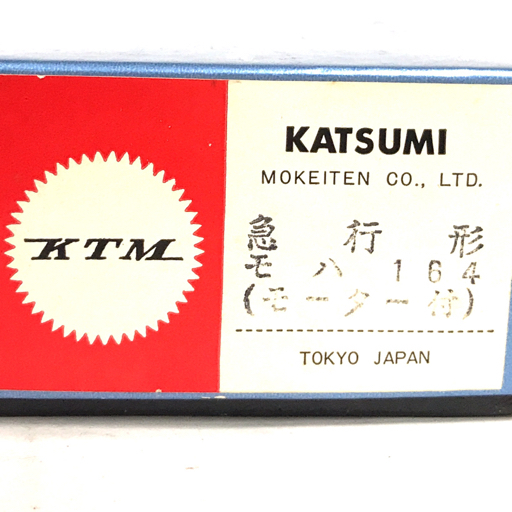 KTM
KATSUMI
MOKEITEN CO., LTD.
急行形
モハ164
(モーター付)
TOKYO JAPAN